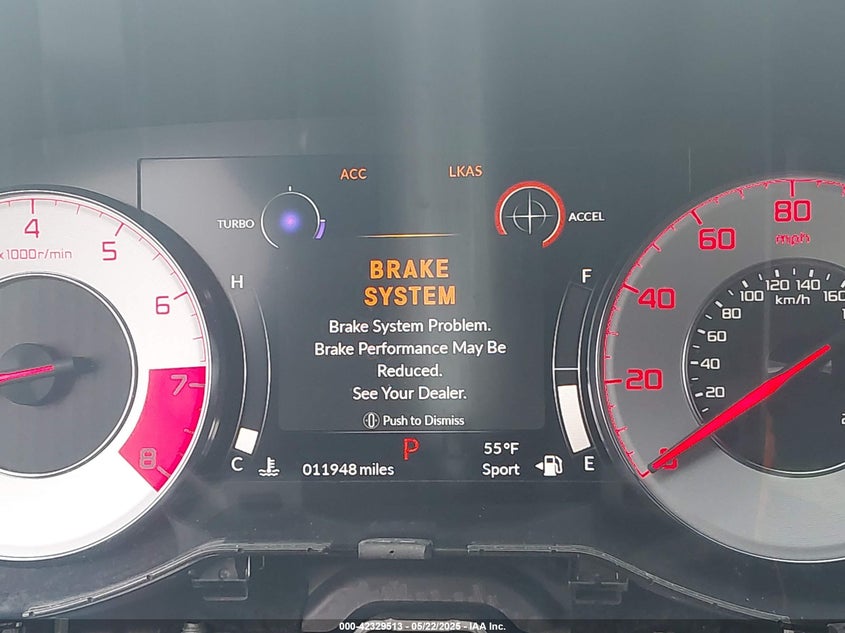 ACC LKAS
TURBO ACCEL
4 5 6 7 8
x1000r/min
H C
BRAKE
SYSTEM
Brake System Problem.
Brake Performance May Be
Reduced.
See Your Dealer.
Push to Dismiss
F E
P
011948 miles
55°F
Sport
0 20 40 60 80
mph
20 40 60 80 100 120 140 160
km/h
000-42329513 - 05/22/2025 - IAA Inc.